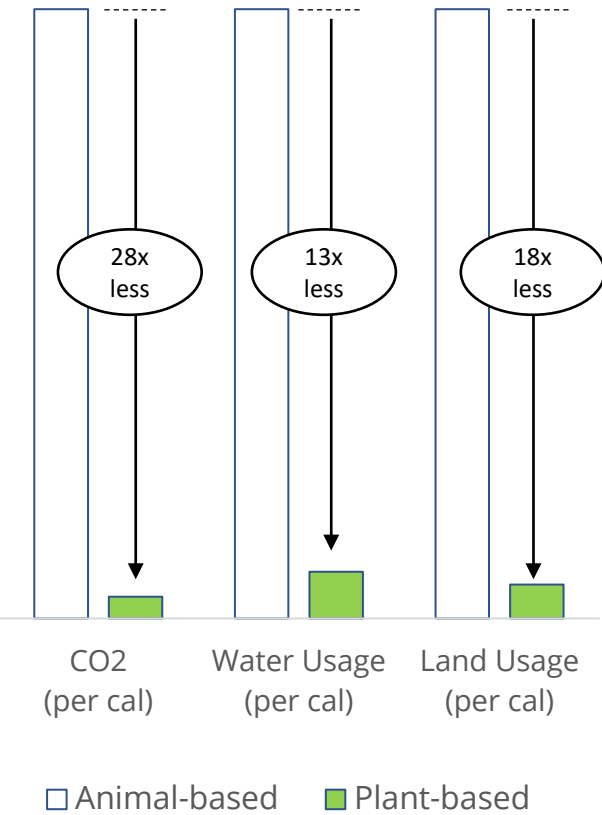 28x
less
13x
less
18x
less
CO2
(per cal)
Water Usage
(per cal)
Land Usage
(per cal)
Animal-based
Plant-based